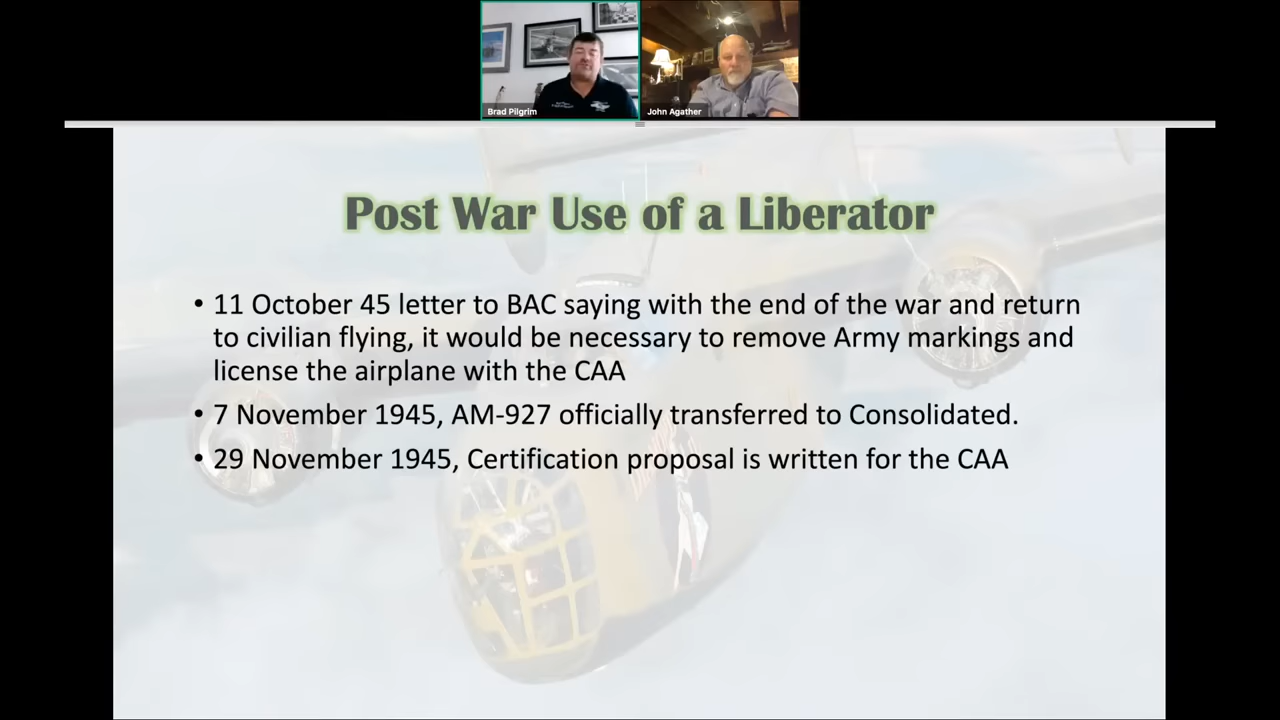 Brad Pilgrim
John Agather
Post War Use of a Liberator
• 11 October 45 letter to BAC saying with the end of the war and return
to civilian flying, it would be necessary to remove Army markings and
license the airplane with the CAA
• 7 November 1945, AM-927 officially transferred to Consolidated.
• 29 November 1945, Certification proposal is written for the CAA